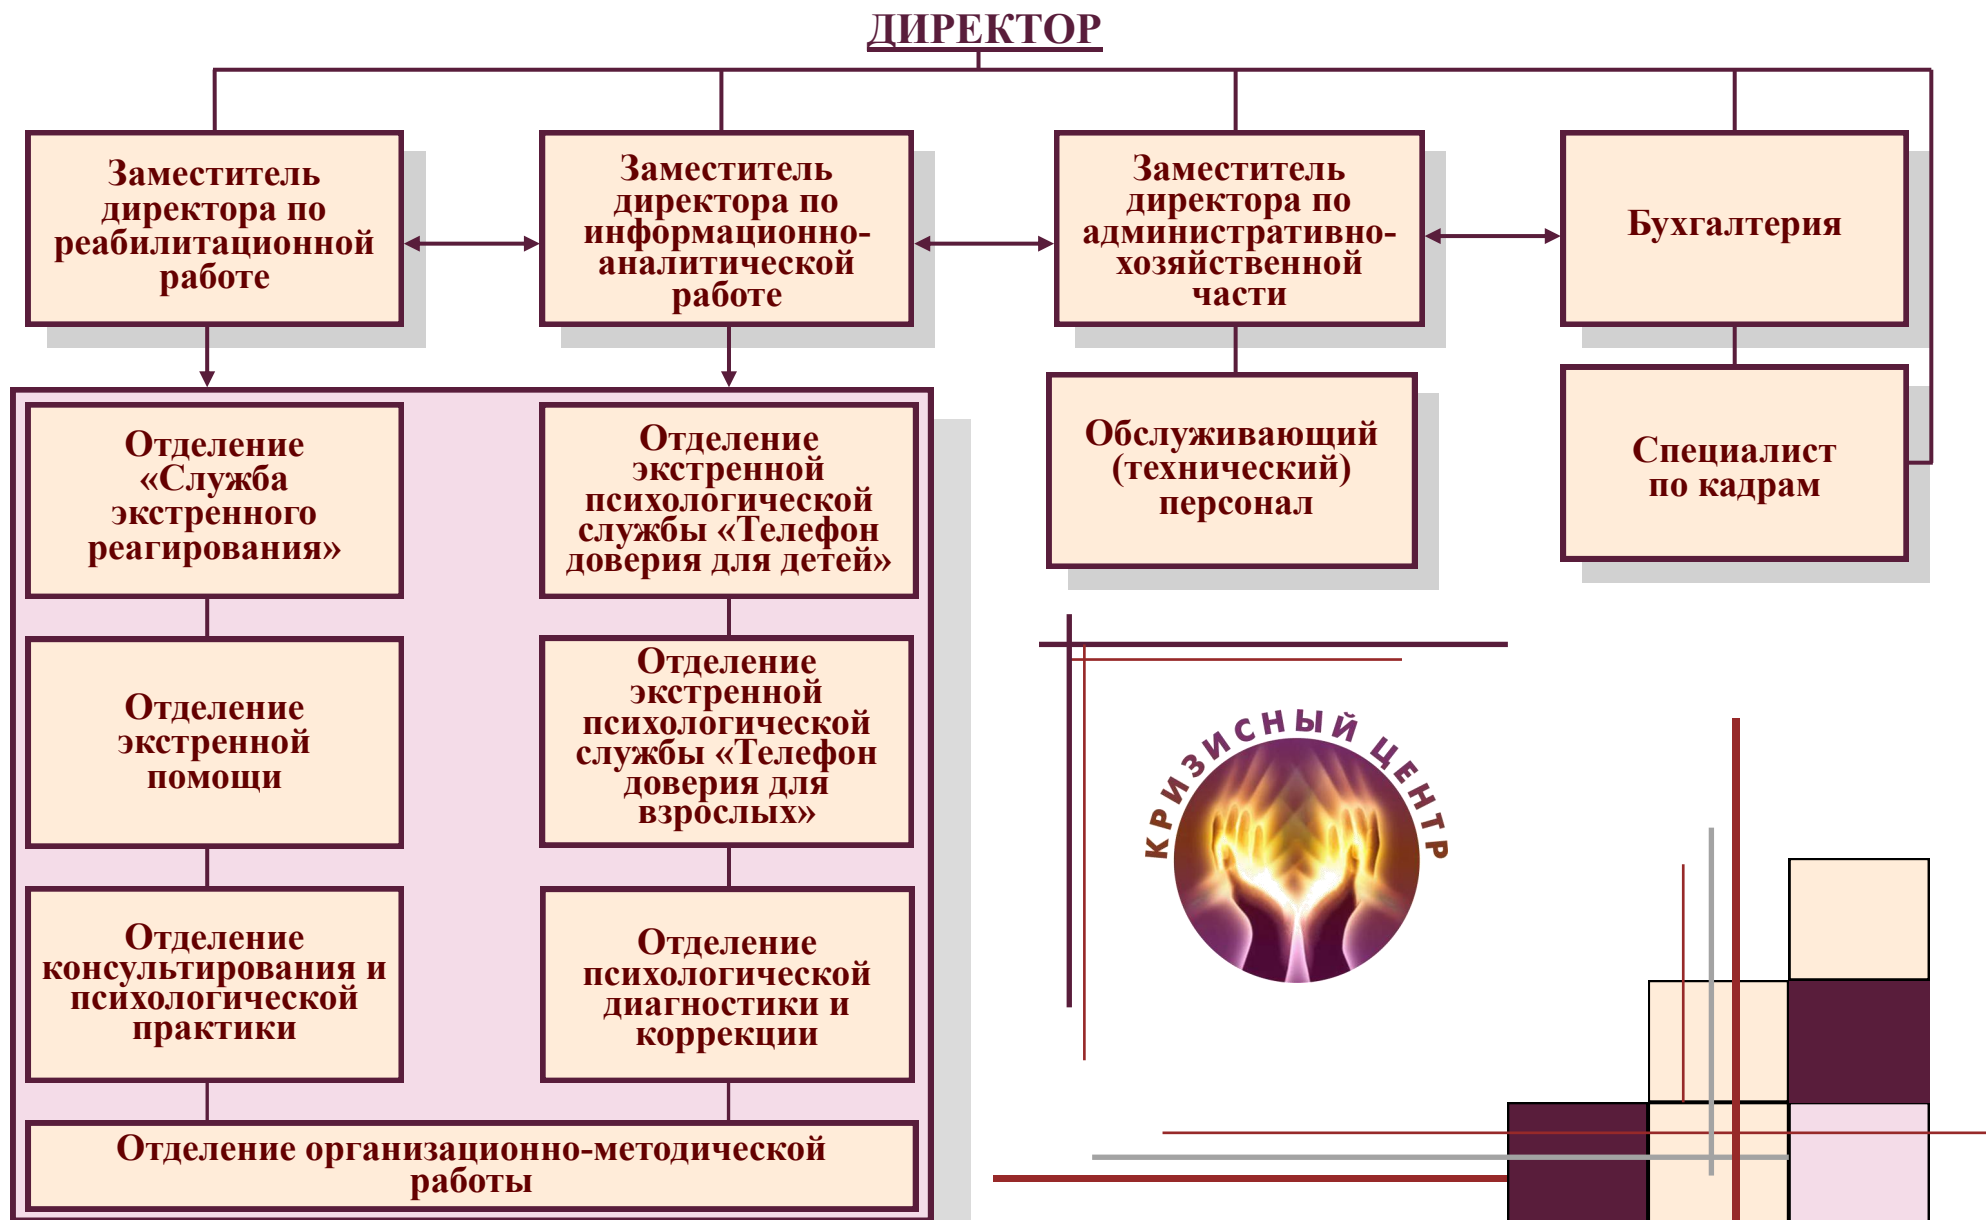 ДИРЕКТОР
Заместитель
директора по
реабилитационной
работе
Заместитель
директора по
информационно-
аналитической
работе
Заместитель
директора по
административно-
хозяйственной
части
Бухгалтерия
Отделение
«Служба
экстренного
реагирования»
Отделение
экстренной
психологической
службы «Телефон
доверия для детей»
Обслуживающий
(технический)
персонал
Специалист
по кадрам
Отделение
экстренной
помощи
Отделение
экстренной
психологической
службы «Телефон
доверия для
взрослых»
КРИЗИСНЫЙ ЦЕНТР
Отделение
консультирования и
психологической
практики
Отделение
психологической
диагностики и
коррекции
Отделение организационно-методической
работы